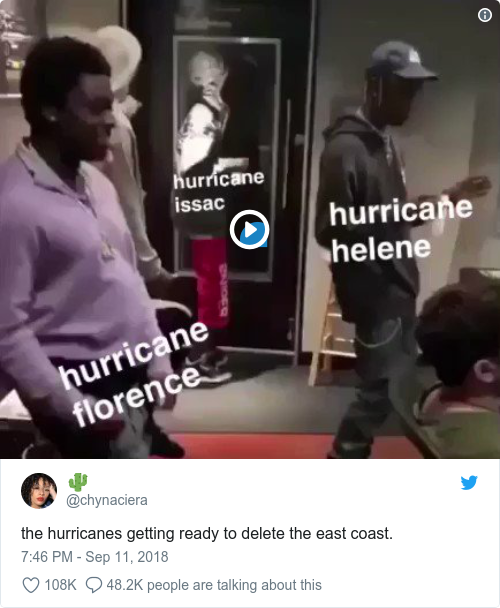 hurricane
issac
hurricane
helene
hurricane
florence
@chynaciera
the hurricanes getting ready to delete the east coast.
7:46 PM - Sep 11, 2018
108K 48.2K people are talking about this